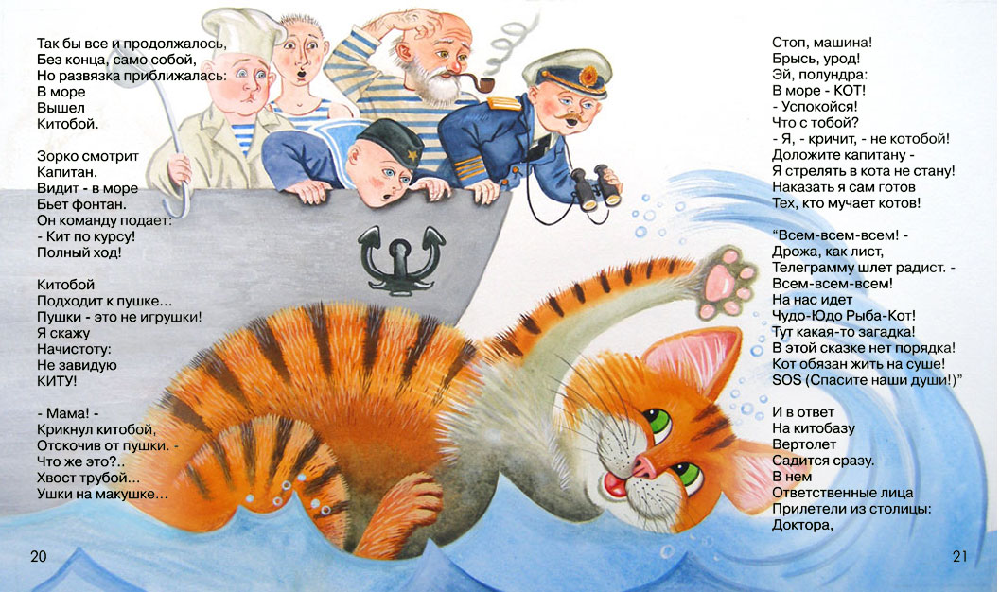 Так бы все и продолжалось,
Без конца, само собой,
Но развязка приближалась:
В море
Вышел
Китобой.
Зорко смотрит
Капитан.
Видит - в море
Бьет фонтан.
Он команду подает:
- Кит по курсу!
Полный ход!
Китобой
Подходит к пушке...
Пушки - это не игрушки!
Я скажу
Начистоту:
Не завидую
КИТУ!
- Мама! -
Крикнул китобой,
Отскочив от пушки. -
Что же это?..
Хвост трубой...
Ушки на макушке...
20
Стоп, машина!
Брысь, урод!
Эй, полундра:
В море - КОТ!
- Успокойся!
Что с тобой?
- Я, - кричит, - не котобой!
Доложите капитану -
Я стрелять в кота не стану!
Наказать я сам готов
Тех, кто мучает котов!
“Всем-всем-всем! -
Дрожа, как лист,
Телеграмму шлет радист. -
Всем-всем-всем!
На нас идет
Чудо-Юдо Рыба-Кот!
Тут какая-то загадка!
В этой сказке нет порядка!
Кот обязан жить на суше!
SOS (Спасите наши души!)”
И в ответ
На китобазу
Вертолет
Садится сразу.
В нем
Ответственные лица
Прилетели из столицы:
Доктора,
21